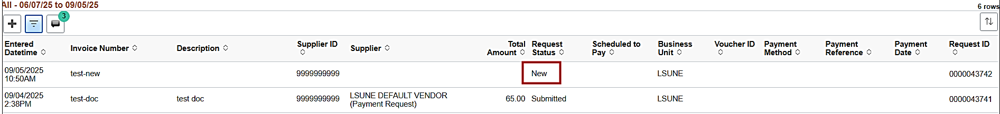 All - 06/07/25 to 09/05/25
6 rows
3
Entered Datetime Invoice Number Description Supplier ID Supplier Total Amount Request Status Scheduled to Pay Business Unit Voucher ID Payment Method Payment Reference Payment Date Request ID
09/05/2025 10:50AM test-new 9999999999 New LSUNE 0000043742
09/04/2025 2:38PM test-doc test doc 9999999999 LSUNE DEFAULT VENDOR (Payment Request) 65.00 Submitted LSUNE 0000043741